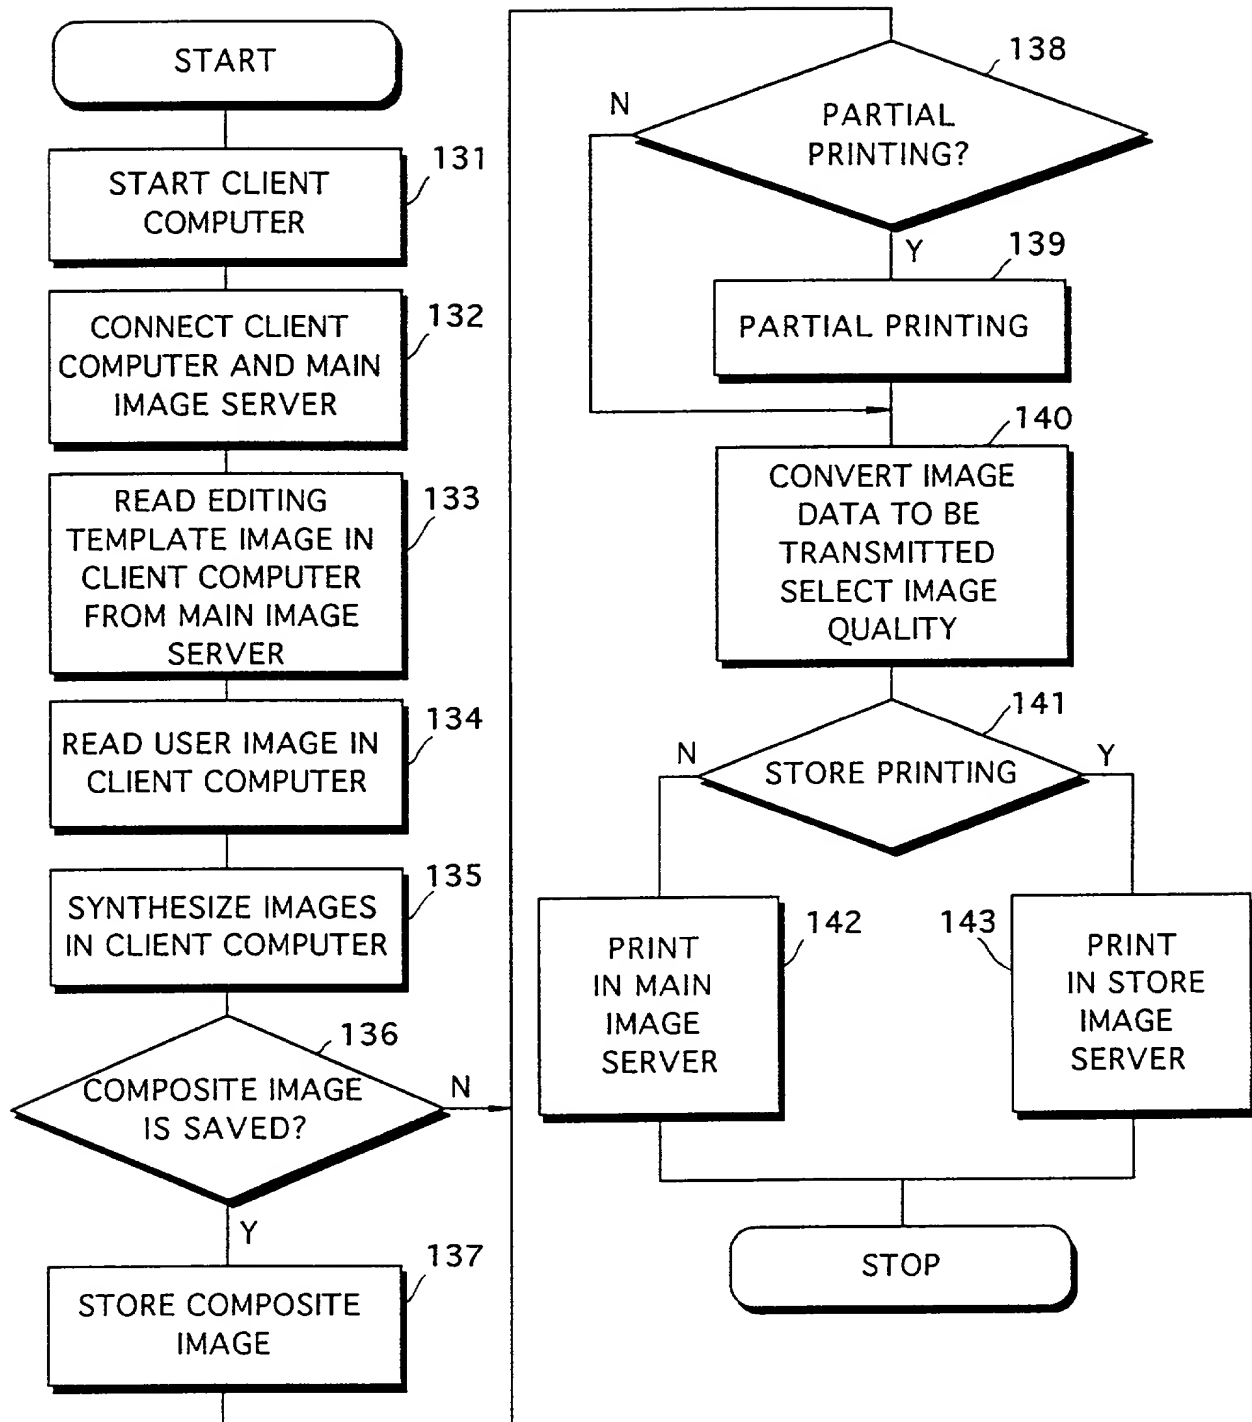 START
131
START CLIENT
COMPUTER
132
CONNECT CLIENT
COMPUTER AND MAIN
IMAGE SERVER
133
READ EDITING
TEMPLATE IMAGE IN
CLIENT COMPUTER
FROM MAIN IMAGE
SERVER
134
READ USER IMAGE IN
CLIENT COMPUTER
135
SYNTHESIZE IMAGES
IN CLIENT COMPUTER
136
COMPOSITE IMAGE
IS SAVED?
N
Y
137
STORE COMPOSITE
IMAGE
138
N
PARTIAL
PRINTING?
Y
139
PARTIAL PRINTING
140
CONVERT IMAGE
DATA TO BE
TRANSMITTED
SELECT IMAGE
QUALITY
141
N
STORE PRINTING
Y
142
PRINT
IN MAIN
IMAGE
SERVER
143
PRINT
IN STORE
IMAGE
SERVER
STOP